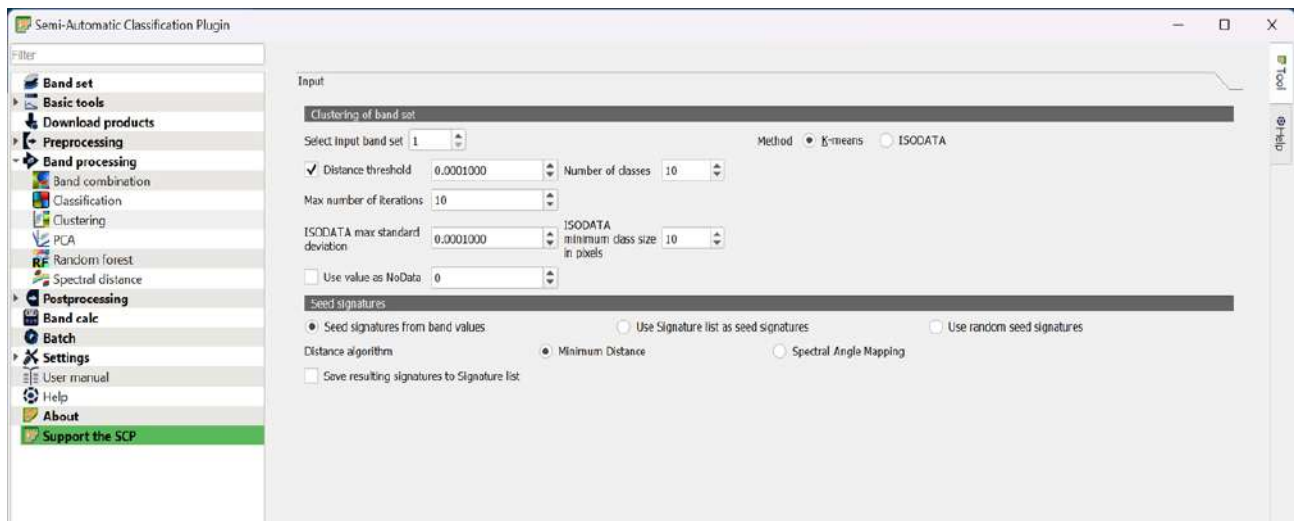 Semi-Automatic Classification Plugin
Filter
Band set
Basic tools
Download products
Preprocessing
Band processing
Band combination
Classification
Clustering
PCA
RF Random forest
Spectral distance
Postprocessing
Band calc
Batch
Settings
User manual
Help
About
Support the SCP
Input
Clustering of band set
Select input band set 1 Method K-means ISODATA
Distance threshold 0.0001000 Number of classes 10
Max number of iterations 10
ISODATA max standard deviation 0.0001000 ISODATA minimum class size in pixels 10
Use value as NoData 0
Seed signatures
Seed signatures from band values Use Signature list as seed signatures Use random seed signatures
Distance algorithm Minimum Distance Spectral Angle Mapping
Save resulting signatures to Signature list
Tool
Help